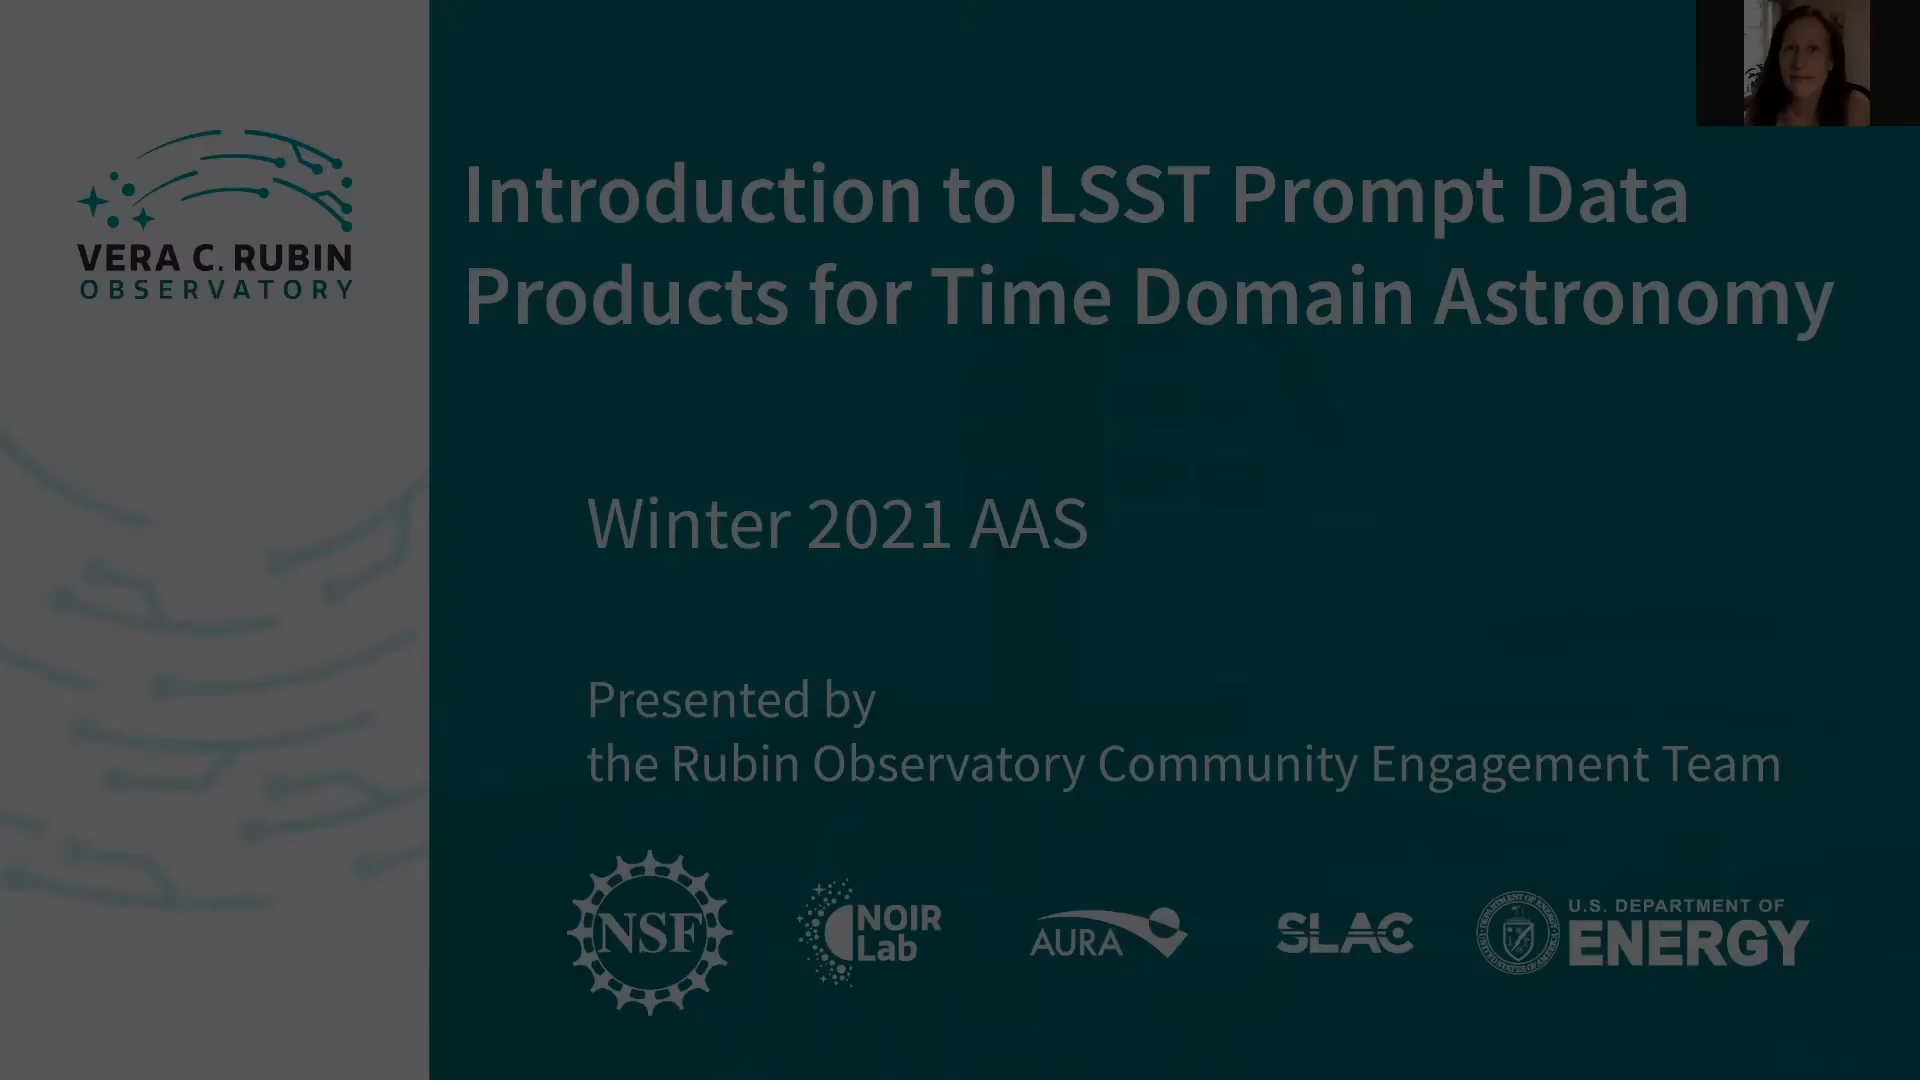 VERA C. RUBIN
OBSERVATORY
Introduction to LSST Prompt Data
Products for Time Domain Astronomy
Winter 2021 AAS
Presented by
the Rubin Observatory Community Engagement Team
NSF
NOIR
Lab
AURA
SLAC
U.S. DEPARTMENT OF
ENERGY